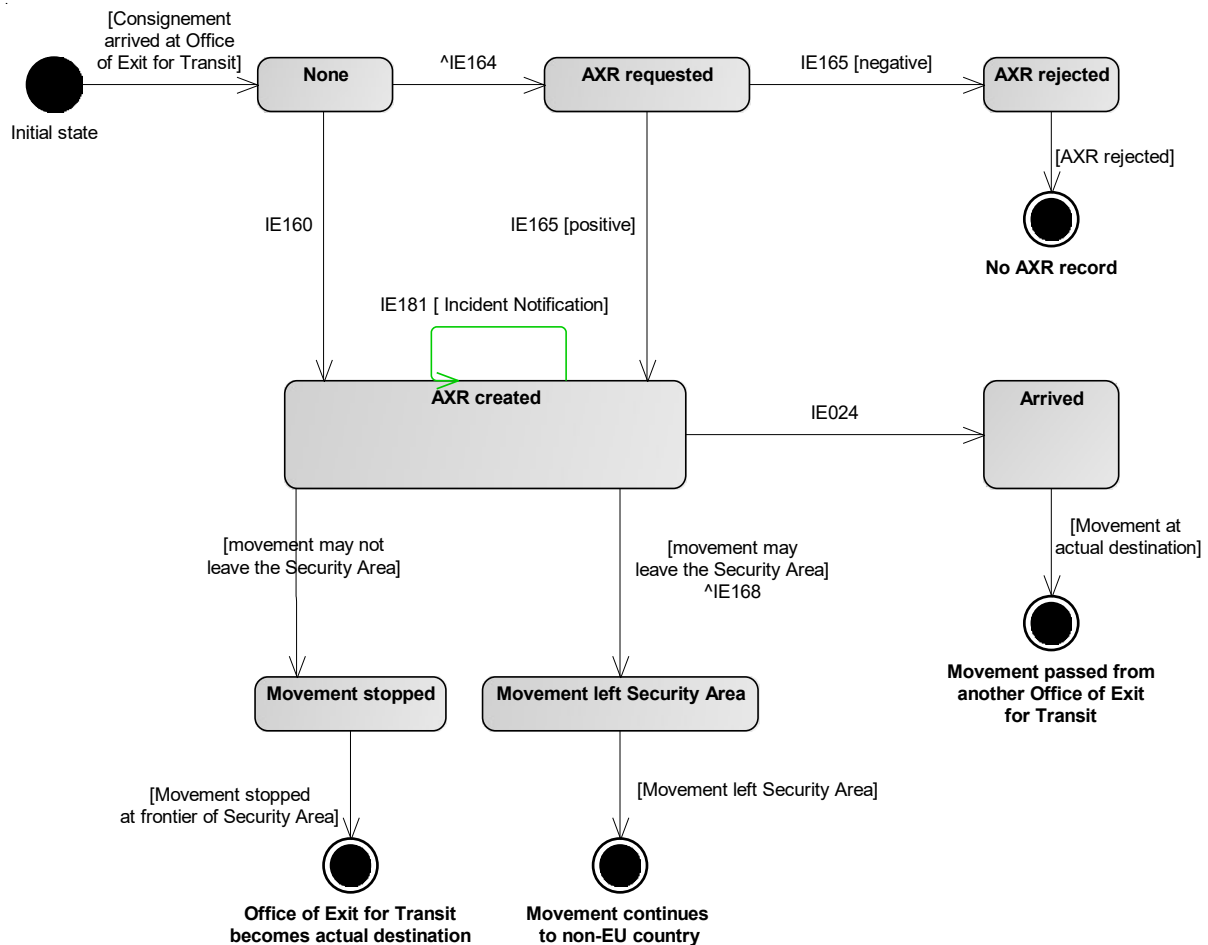 [Consignement
arrived at Office
of Exit for Transit]
None
^IE164
AXR requested
IE165 [negative]
AXR rejected
Initial state
[AXR rejected]
IE160
IE165 [positive]
No AXR record
IE181 [ Incident Notification]
AXR created
IE024
Arrived
[movement may not
leave the Security Area]
[movement may
leave the Security Area]
^IE168
[Movement at
actual destination]
Movement stopped
Movement left Security Area
Movement passed from
another Office of Exit
for Transit
[Movement stopped
at frontier of Security Area]
[Movement left Security Area]
Office of Exit for Transit
becomes actual destination
Movement continues
to non-EU country